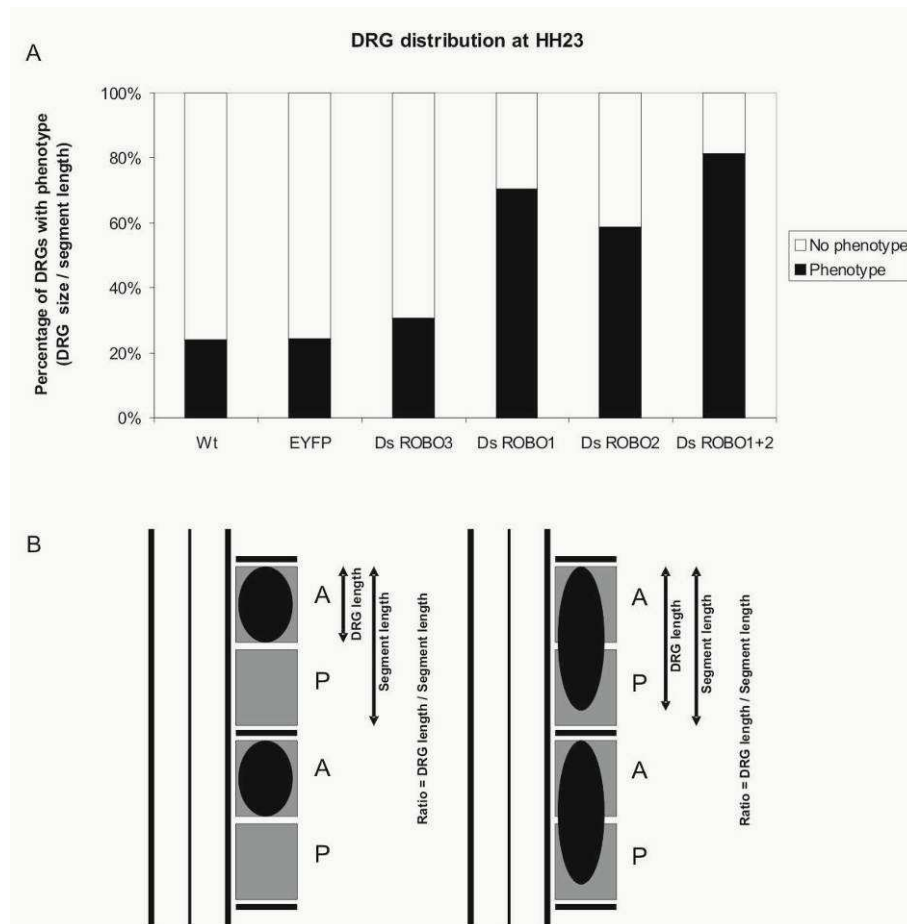 A
DRG distribution at HH23
Percentage of DRGs with phenotype
(DRG size / segment length)
100%
80%
60%
40%
20%
0%
Wt
EYFP
Ds ROBO3
Ds ROBO1
Ds ROBO2
Ds ROBO1+2
No phenotype
Phenotype
B
A
P
A
P
DRG length
Segment length
Ratio = DRG length / Segment length
A
P
A
P
DRG length
Segment length
Ratio = DRG length / Segment length